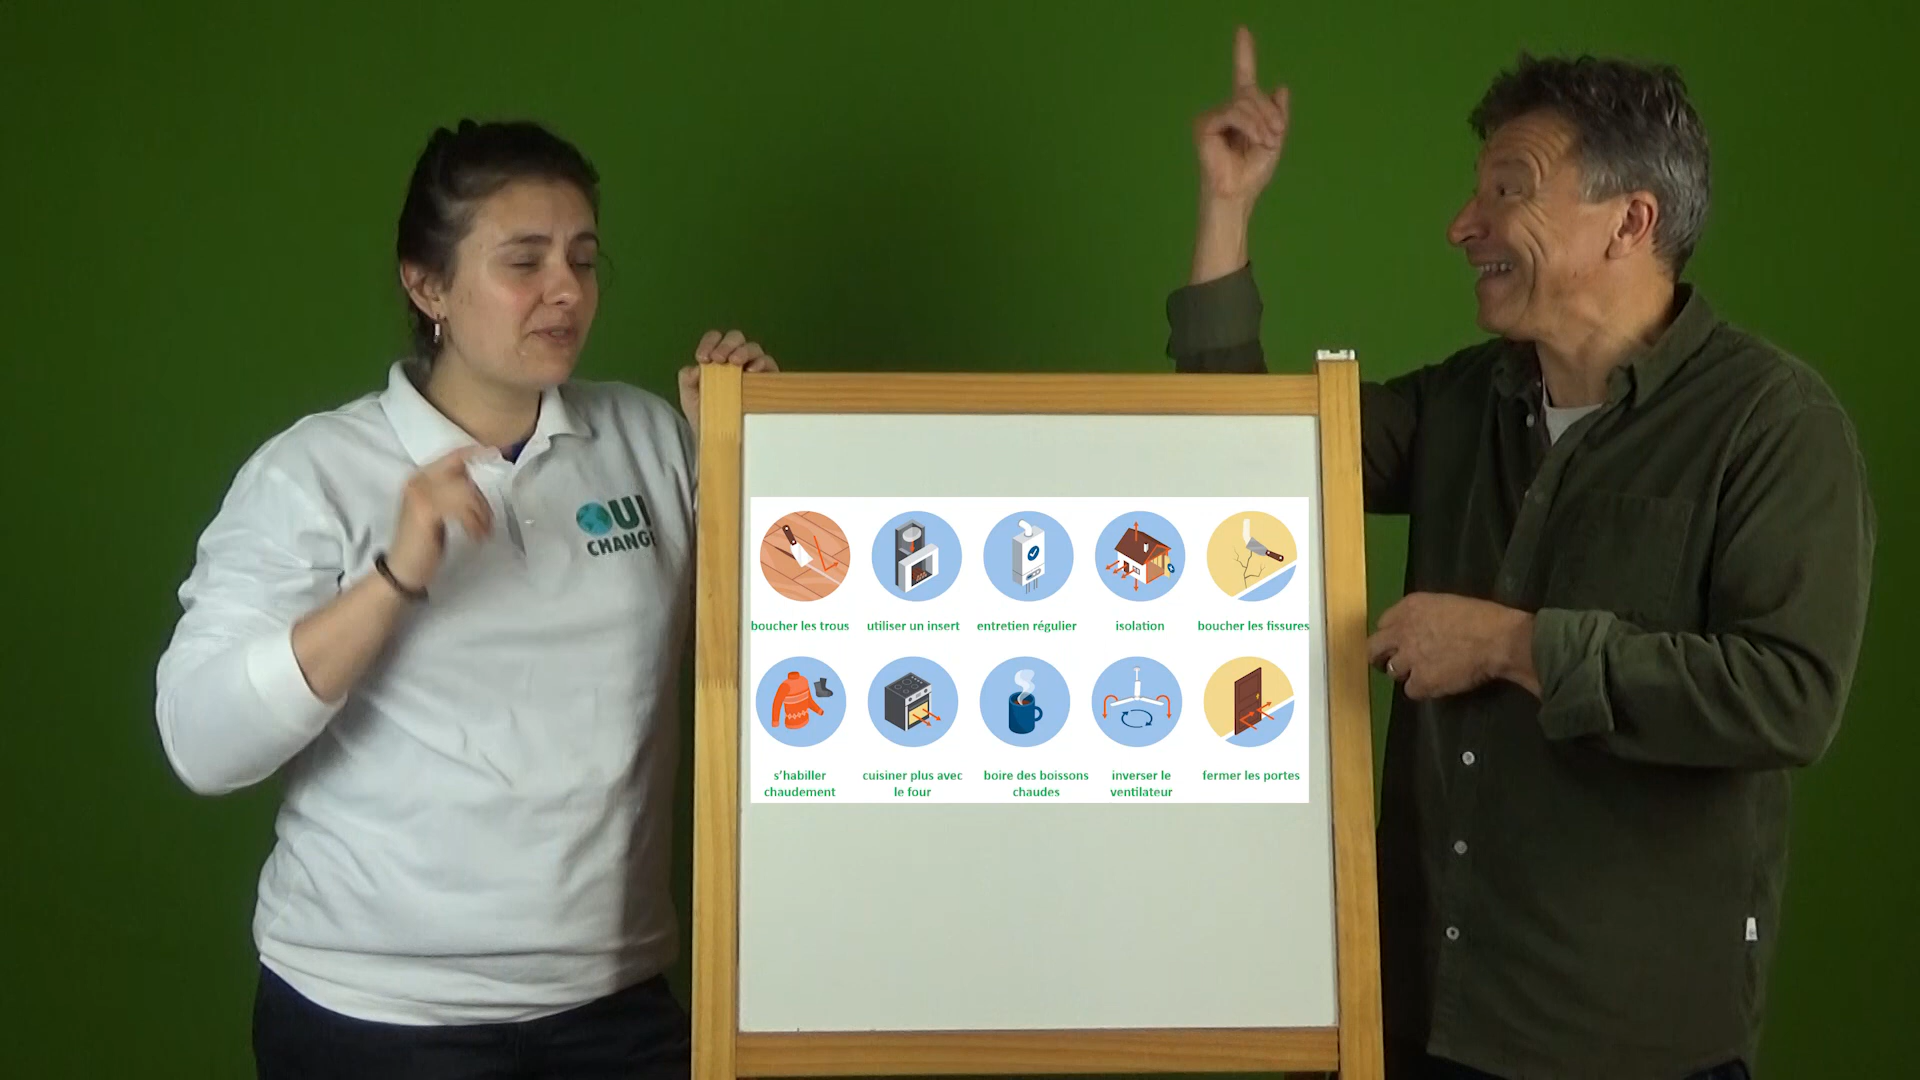 OUI
CHANGE
boucher les trous utiliser un insert entretien régulier isolation boucher les fissures
s'habiller chaudement
cuisiner plus avec le four
boire des boissons chaudes
inverser le ventilateur
fermer les portes